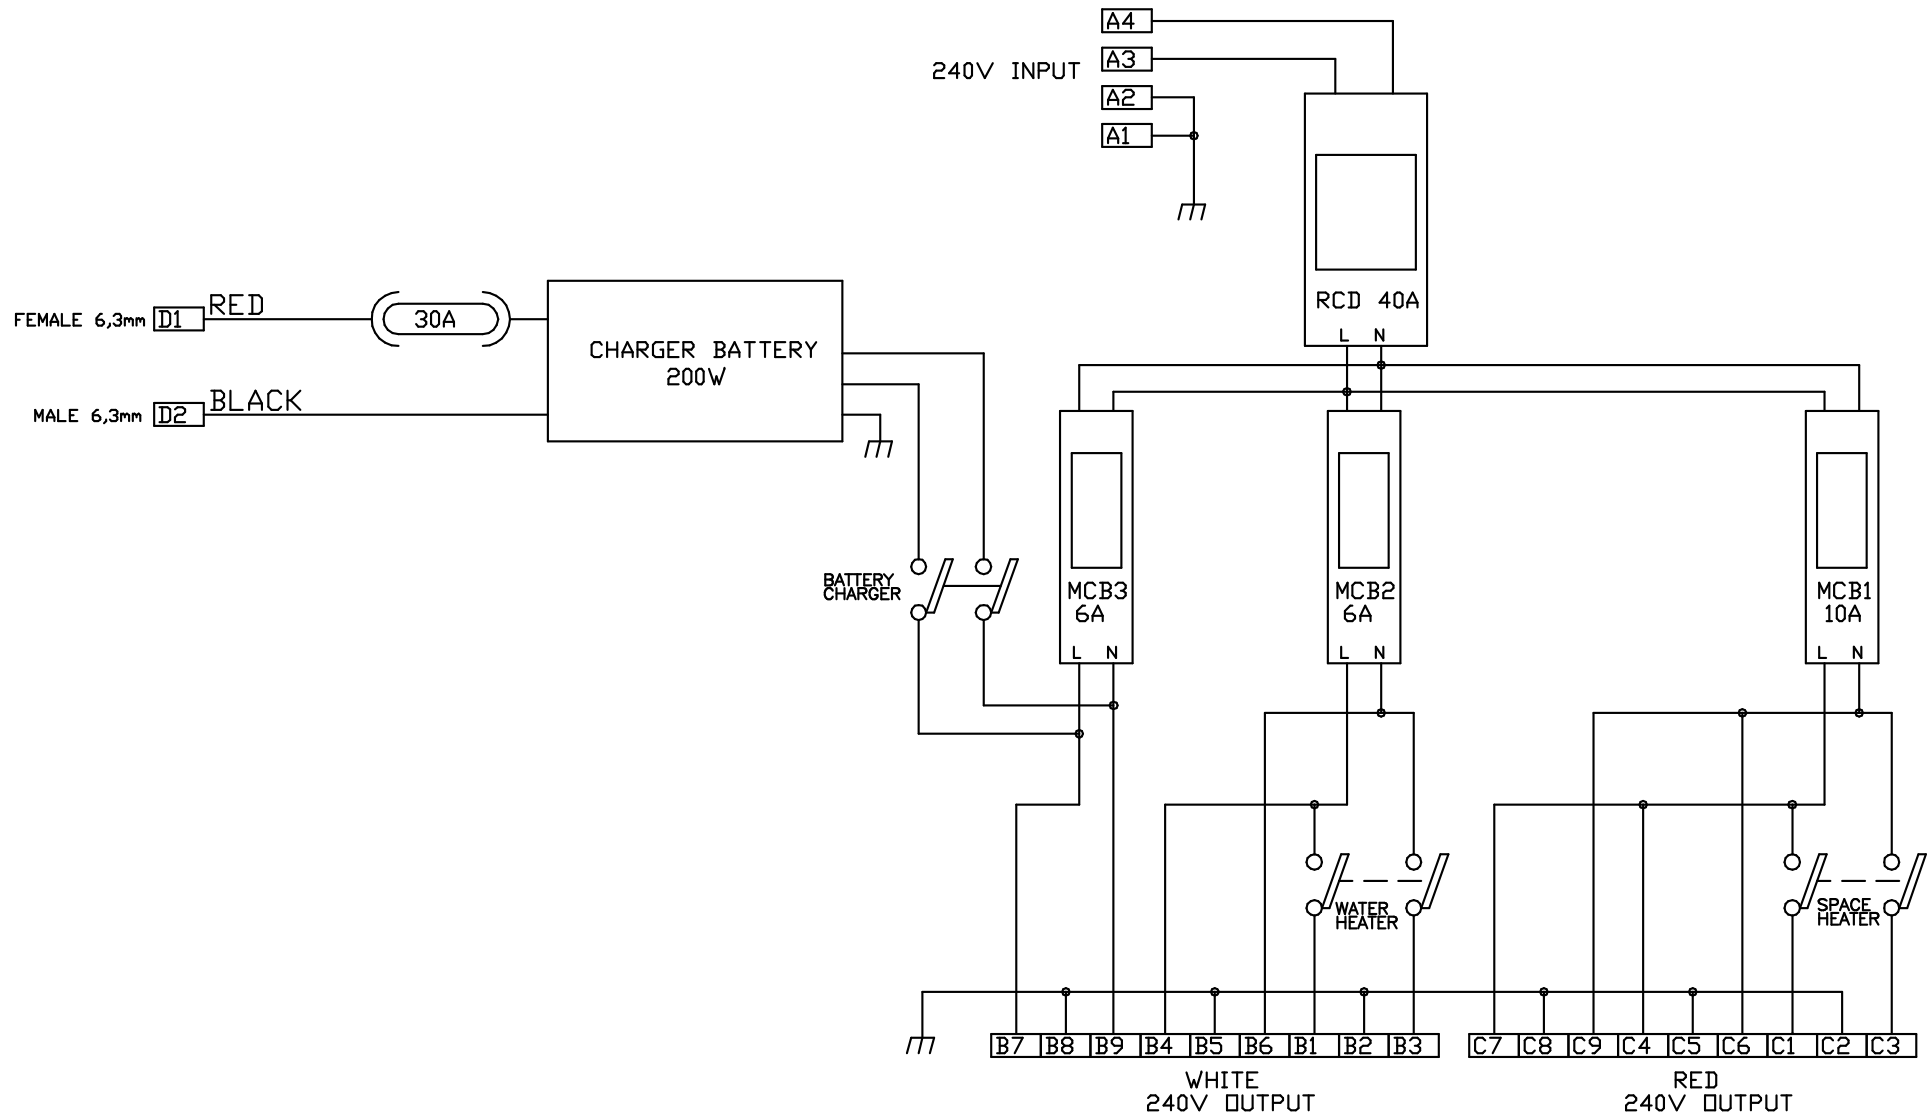 A4
A3
240V INPUT
A2
A1
RCD 40A
L N
RED
FEMALE 6,3mm D1
30A
CHARGER BATTERY
200W
BLACK
MALE 6,3mm D2
BATTERY
CHARGER
MCB3
6A
L N
MCB2
6A
L N
MCB1
10A
L N
WATER
HEATER
SPACE
HEATER
B7 B8 B9 B4 B5 B6 B1 B2 B3
C7 C8 C9 C4 C5 C6 C1 C2 C3
WHITE
240V OUTPUT
RED
240V OUTPUT